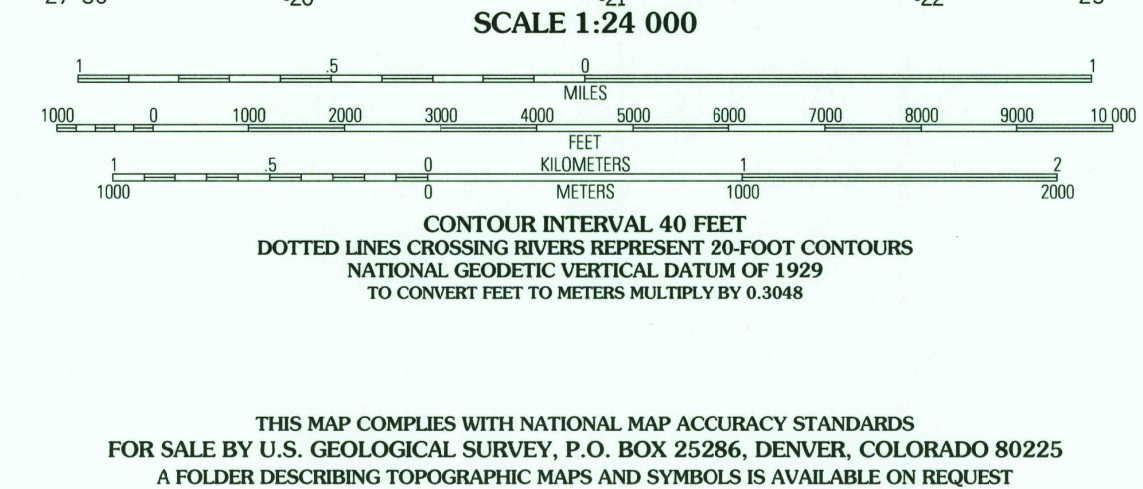 SCALE 1:24 000
1 .5 0 1
MILES
1000 0 1000 2000 3000 4000 5000 6000 7000 8000 9000 10 000
FEET
1 .5 0 KILOMETERS 1 2
1000 0 METERS 1000 2000
CONTOUR INTERVAL 40 FEET
DOTTED LINES CROSSING RIVERS REPRESENT 20-FOOT CONTOURS
NATIONAL GEODETIC VERTICAL DATUM OF 1929
TO CONVERT FEET TO METERS MULTIPLY BY 0.3048
THIS MAP COMPLIES WITH NATIONAL MAP ACCURACY STANDARDS
FOR SALE BY U.S. GEOLOGICAL SURVEY, P.O. BOX 25286, DENVER, COLORADO 80225
A FOLDER DESCRIBING TOPOGRAPHIC MAPS AND SYMBOLS IS AVAILABLE ON REQUEST